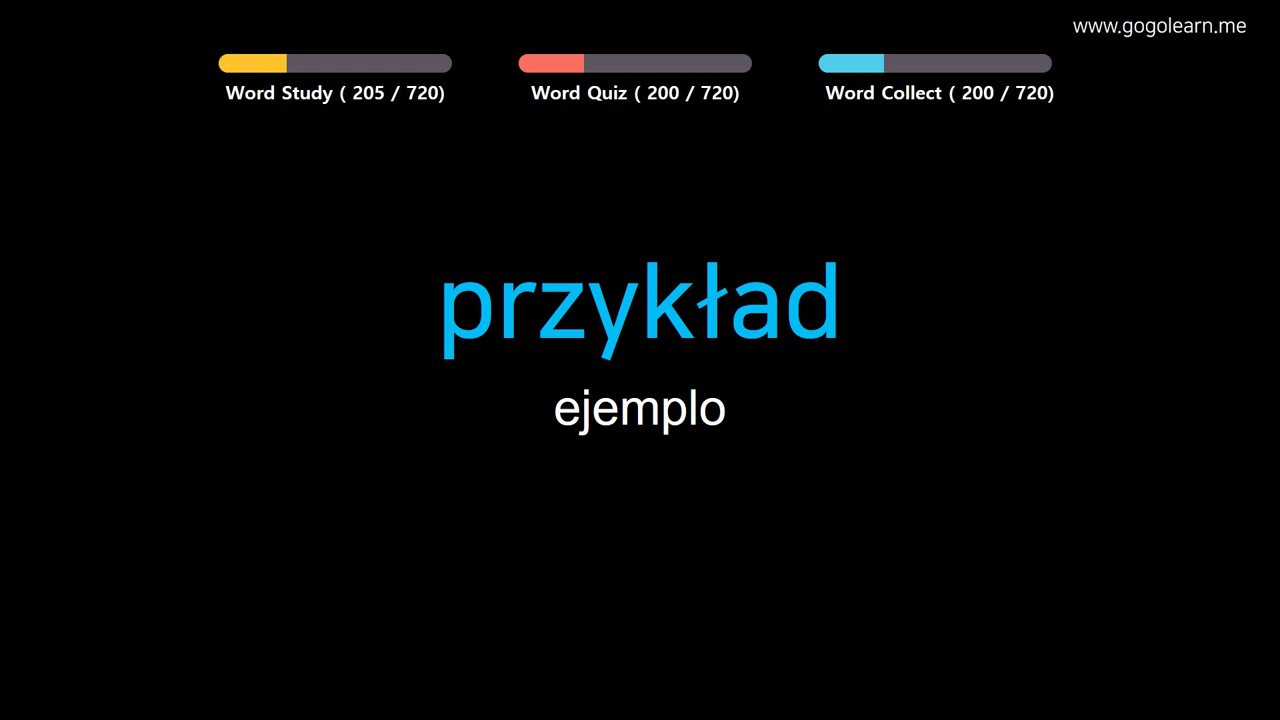 www.gogolearn.me
Word Study ( 205 / 720)
Word Quiz ( 200 / 720)
Word Collect ( 200 / 720)
przykład
ejemplo